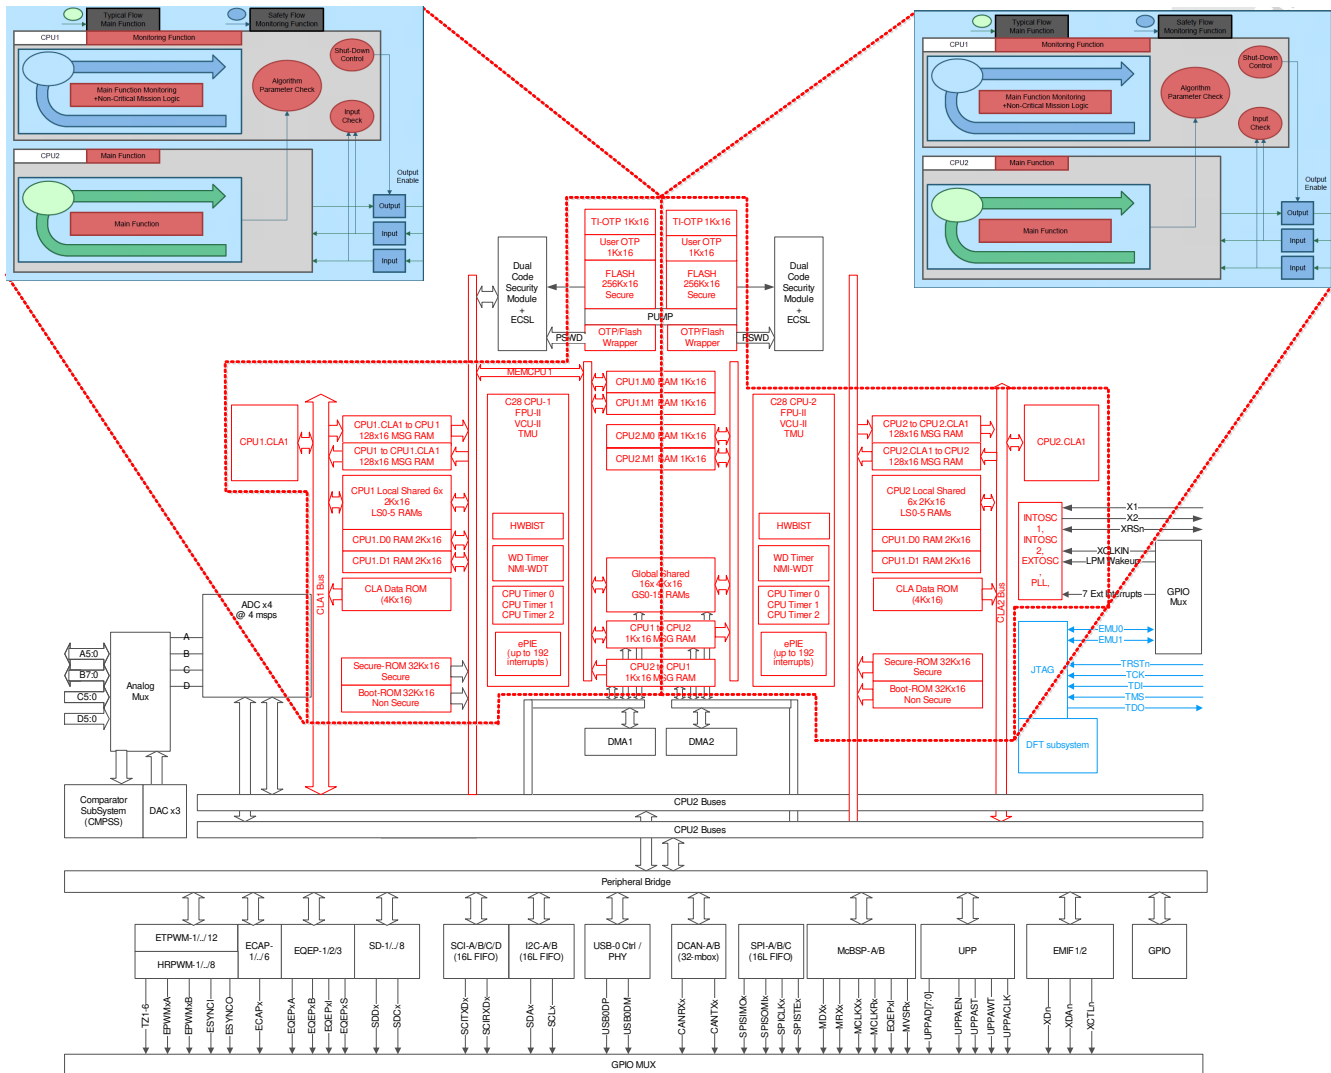 Typical Flow
Main Function
Safety Flow
Monitoring Function
CPU1
Monitoring Function
Shut-Down
Control
Algorithm
Parameter Check
Main Function Monitoring
+Non-Critical Mission Logic
Input
Check
CPU2
Main Function
Output
Enable
Output
Main Function
Input
Input
Typical Flow
Main Function
Safety Flow
Monitoring Function
CPU1
Monitoring Function
Shut-Down
Control
Algorithm
Parameter Check
Main Function Monitoring
+Non-Critical Mission Logic
Input
Check
CPU2
Main Function
Output
Enable
Output
Main Function
Input
Input
TI-OTP 1Kx16
TI-OTP 1Kx16
User OTP
1Kx16
User OTP
1Kx16
FLASH
256Kx16
Secure
FLASH
256Kx16
Secure
Dual
Code
Security
Module
+
ECSL
Dual
Code
Security
Module
+
ECSL
PUMP
PSWD
OTP/Flash
Wrapper
OTP/Flash
Wrapper
PSWD
MEMCPU1
CPU1.M0 RAM 1Kx16
CPU1.M1 RAM 1Kx16
CPU2.M0 RAM 1Kx16
CPU2.M1 RAM 1Kx16
CPU1.CLA1
CPU1.CLA1 to CPU1
128x16 MSG RAM
CPU1 to CPU1.CLA1
128x16 MSG RAM
C28 CPU-1
FPU-II
VCU-II
TMU
C28 CPU-2
FPU-II
VCU-II
TMU
CPU2 to CPU2.CLA1
128x16 MSG RAM
CPU2.CLA1 to CPU2
128x16 MSG RAM
CPU2.CLA1
CPU1 Local Shared 6x
2Kx16
LS0-5 RAMs
CPU1.D0 RAM 2Kx16
CPU1.D1 RAM 2Kx16
CPU2 Local Shared
6x 2Kx16
LS0-5 RAMs
CPU2.D0 RAM 2Kx16
CPU2.D1 RAM 2Kx16
HWBIST
HWBIST
WD Timer
NMI-WDT
WD Timer
NMI-WDT
CPU Timer 0
CPU Timer 1
CPU Timer 2
CPU Timer 0
CPU Timer 1
CPU Timer 2
ePIE
(up to 192
interrupts)
ePIE
(up to 192
interrupts)
Global Shared
16x 4Kx16
GS0-15 RAMs
CPU1 to CPU2
1Kx16 MSG RAM
CPU2 to CPU1
1Kx16 MSG RAM
CLA1 Bus
CLA Data ROM
(4Kx16)
CLA Data ROM
(4Kx16)
CLA2 Bus
Secure-ROM 32Kx16
Secure
Boot-ROM 32Kx16
Non Secure
Secure-ROM 32Kx16
Secure
Boot-ROM 32Kx16
Non Secure
INTOSC
1,
INTOSC
2,
EXTOSC
,
PLL,
X1
X2
XRSn
XCLKIN
LPM Wakeup
7 Ext Interrupts
GPIO
Mux
JTAG
EMU0
EMU1
TRSTn
TCK
TDI
TMS
TDO
DFT subsystem
ADC x4
@ 4 msps
A
B
C
D
A5:0
B7:0
C5:0
D5:0
Analog
Mux
Comparator
SubSystem
(CMPSS)
DAC x3
DMA1
DMA2
CPU2 Buses
CPU2 Buses
Peripheral Bridge
ETPWM-1/../12
HRPWM-1/../8
ECAP-
1/../6
EQEP-1/2/3
SD-1/../8
SCI-A/B/C/D
(16L FIFO)
I2C-A/B
(16L FIFO)
USB-0 Ctrl /
PHY
DCAN-A/B
(32-mbox)
SPI-A/B/C
(16L FIFO)
McBSP-A/B
UPP
EMIF1/2
GPIO
TZ1-6
EPWMxA
EPWMxB
ESYNCI
ESYNCO
ECAPx
EQEPxA
EQEPxB
EQEPxI
EQEPxS
SDDx
SDCx
SCITXDx
SCIRXDx
SDAx
SCLx
USB0DP
USB0DM
CANRXx
CANTXx
SPISIMOx
SPISOMIx
SPICLKx
SPISTEx
MDXx
MRXx
MCLKXx
MCLKRx
EQEPxI
MVSRx
UPPAD[7:0]
UPPAEN
UPPAST
UPPAWT
UPPACLK
XDn
XDAn
XCTLn
GPIO MUX